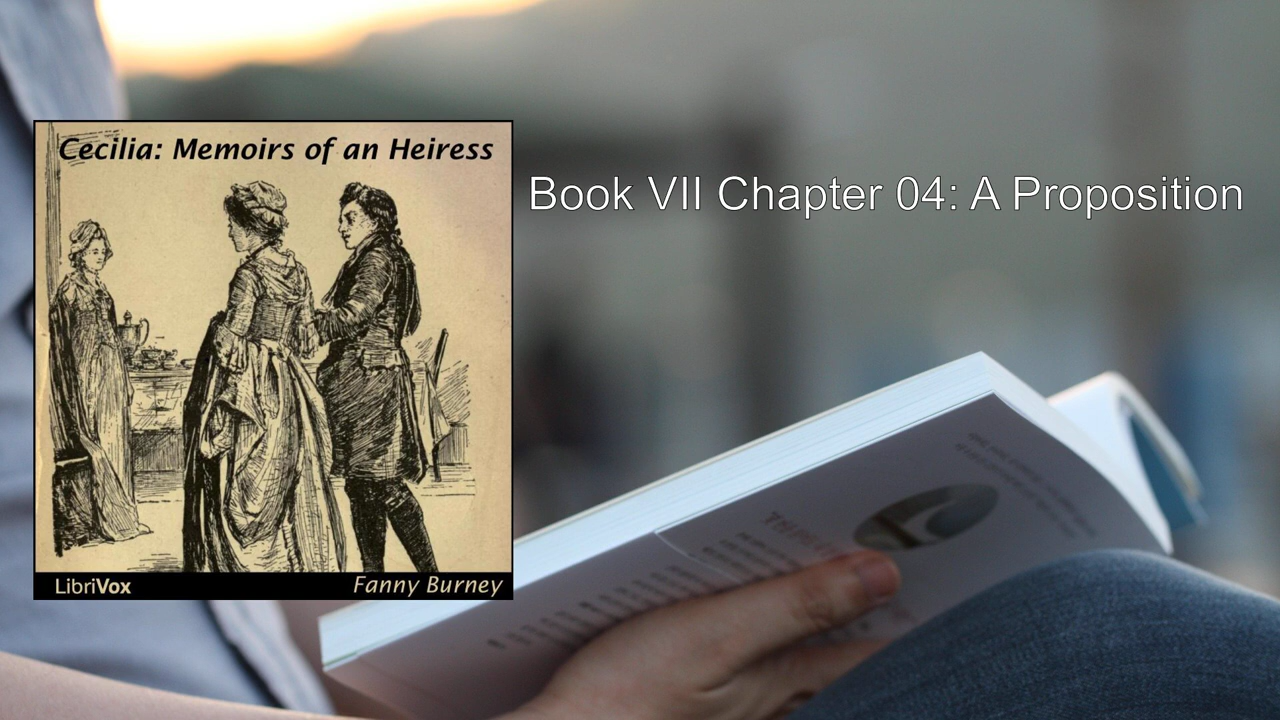 Cecilia: Memoirs of an Heiress
Book VII Chapter 04: A Proposition
LibriVox
Fanny Burney